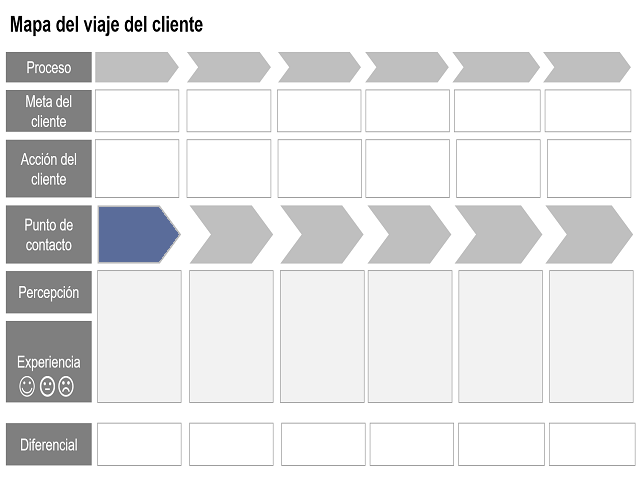 Mapa del viaje del cliente
Proceso
Meta del
cliente
Acción del
cliente
Punto de
contacto
Percepción
Experiencia
Diferencial